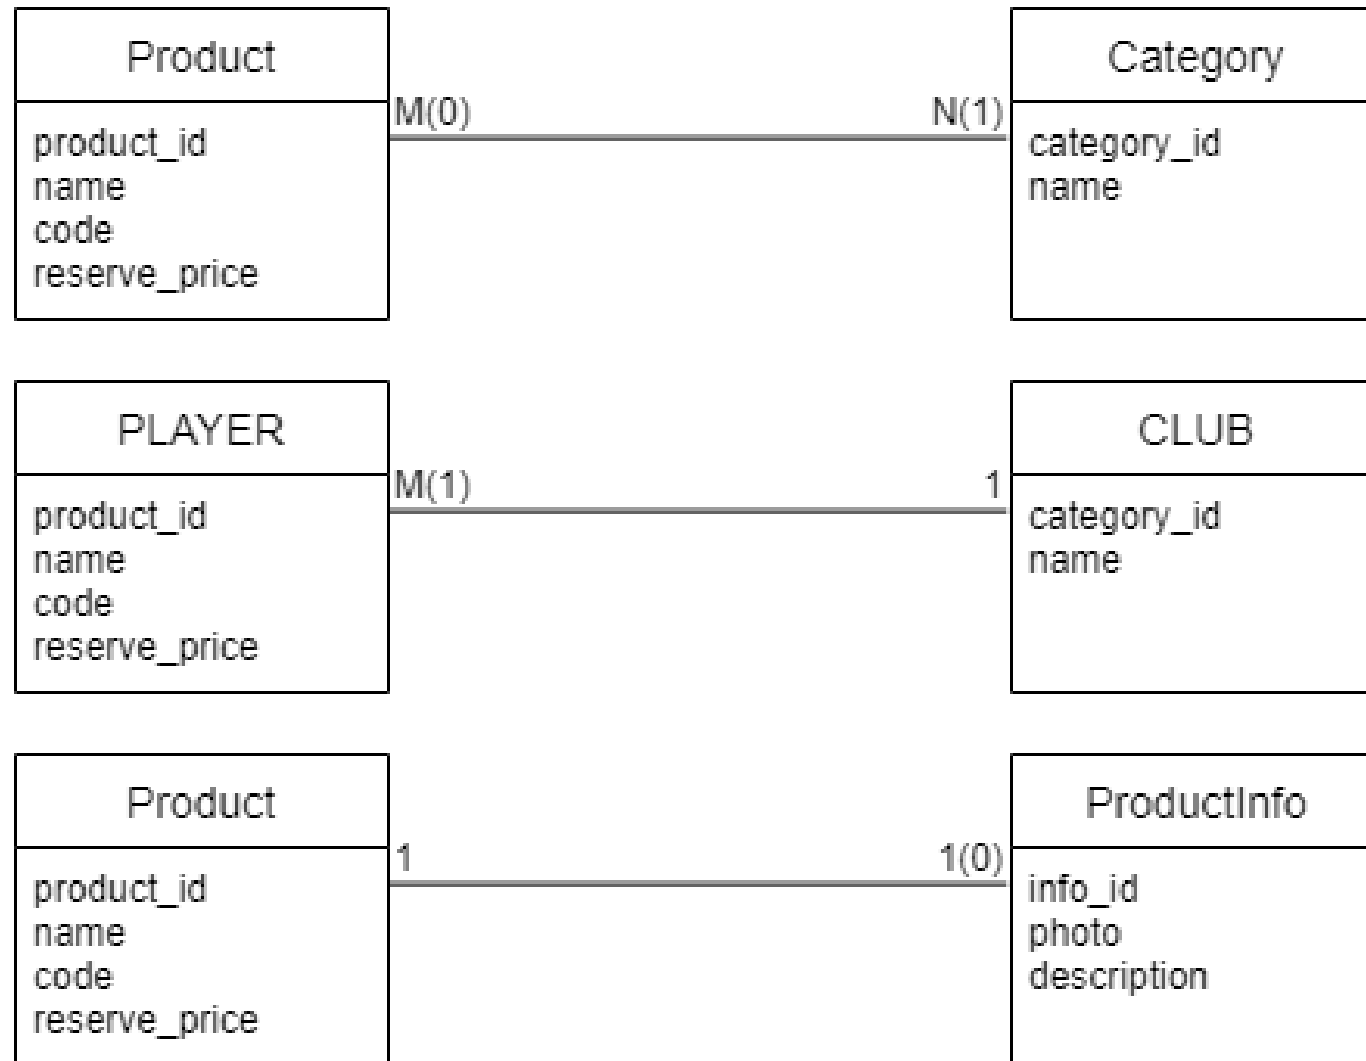 Product
Category
M(0)
N(1)
product_id
name
code
reserve_price
category_id
name
PLAYER
CLUB
M(1)
1
product_id
name
code
reserve_price
category_id
name
Product
ProductInfo
1
1(0)
product_id
name
code
reserve_price
info_id
photo
description